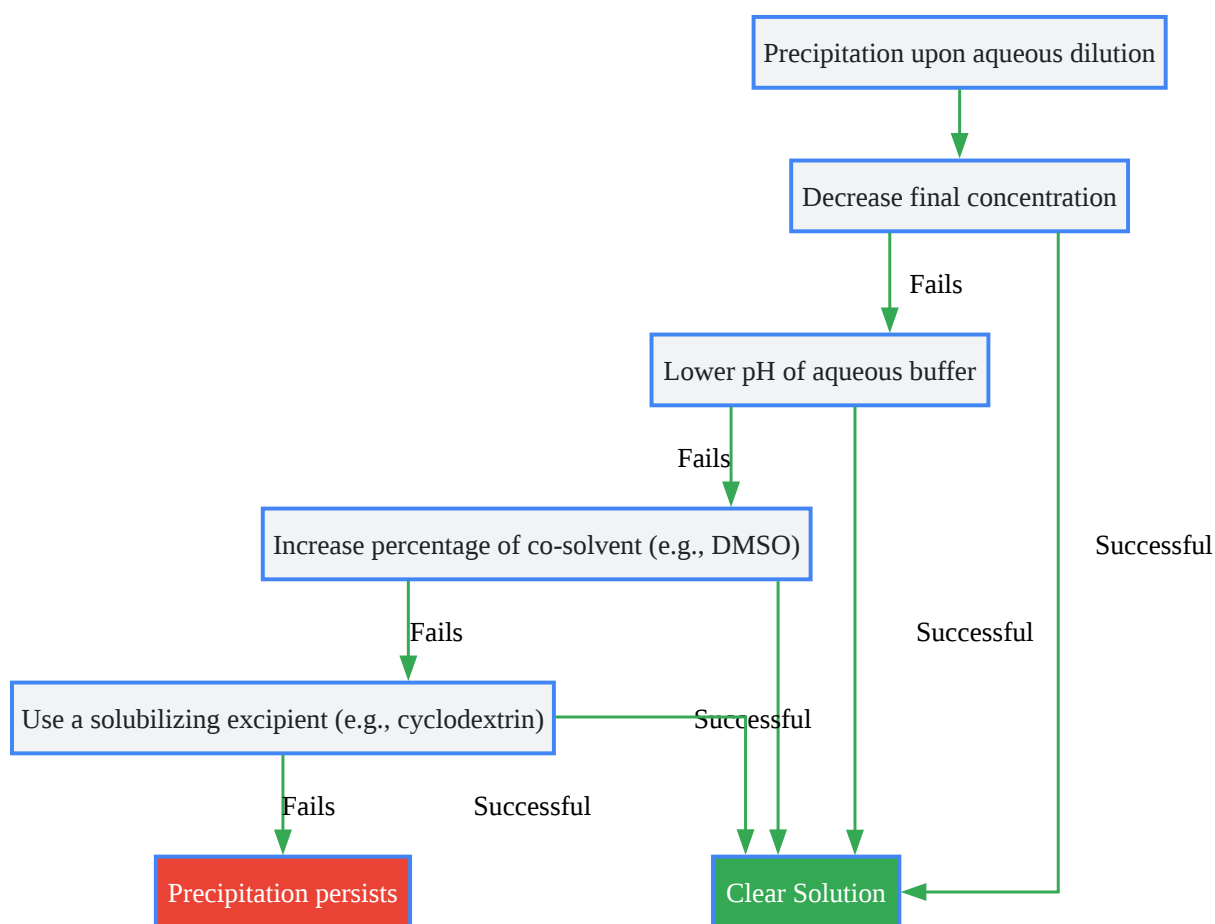 Precipitation upon aqueous dilution
Decrease final concentration
Fails
Lower pH of aqueous buffer
Fails
Increase percentage of co-solvent (e.g., DMSO)
Successful
Fails
Successful
Use a solubilizing excipient (e.g., cyclodextrin)
Successful
Fails
Successful
Precipitation persists
Clear Solution